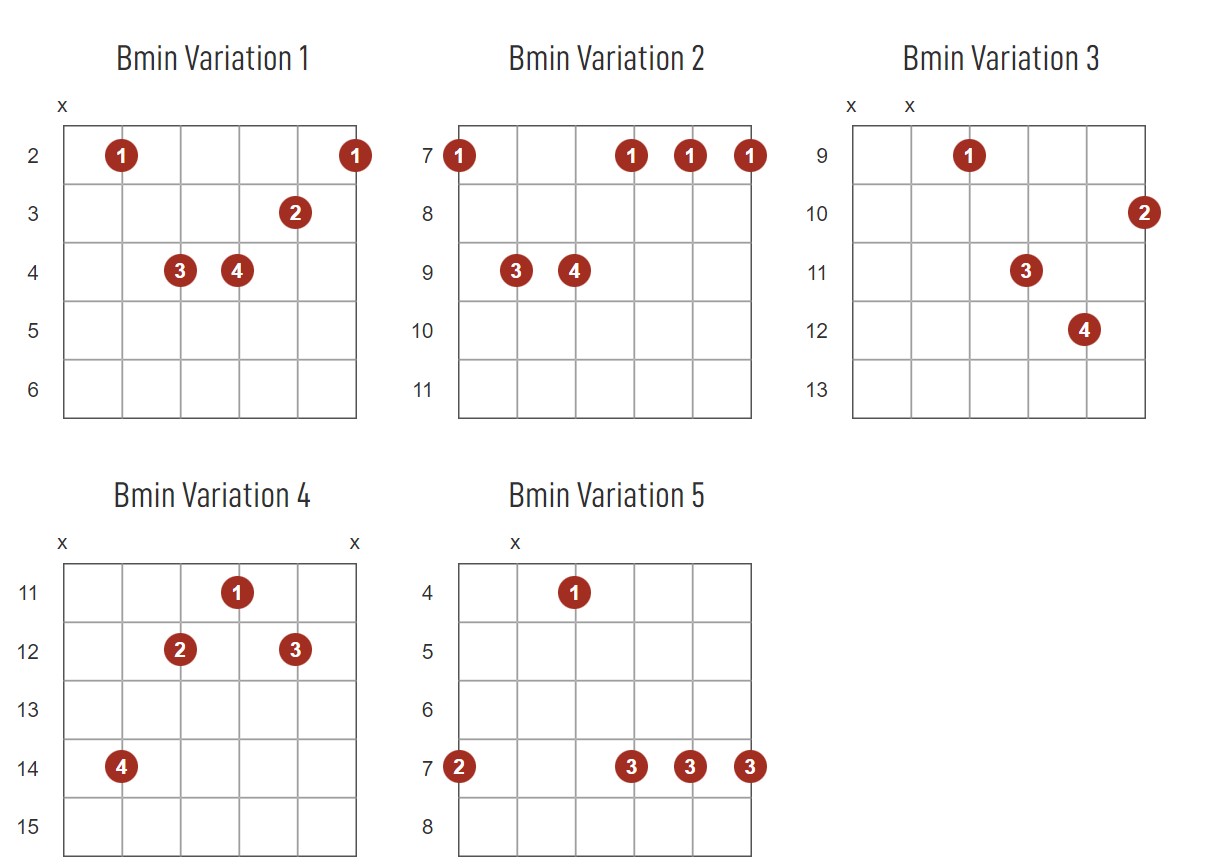 Bmin Variation 1
x
2 1 1
3 2
4 3 4
5
6
Bmin Variation 2
7 1 1 1 1
8
9 3 4
10
11
Bmin Variation 3
x x
9 1
10 2
11 3
12 4
13
Bmin Variation 4
x x
11 1
12 2 3
13
14 4
15
Bmin Variation 5
x
4 1
5
6
7 2 3 3 3
8